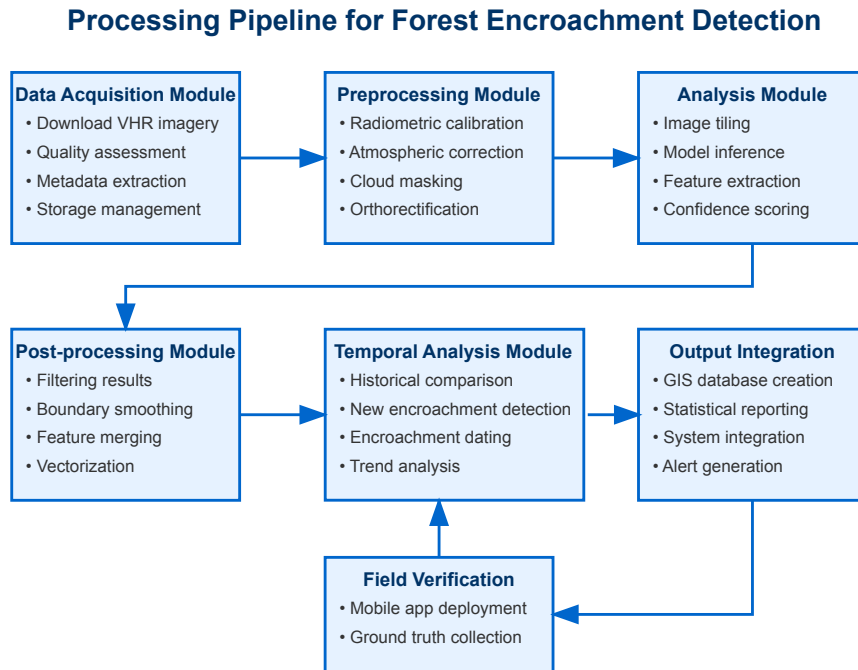 Processing Pipeline for Forest Encroachment Detection
Data Acquisition Module
• Download VHR imagery
• Quality assessment
• Metadata extraction
• Storage management
Preprocessing Module
• Radiometric calibration
• Atmospheric correction
• Cloud masking
• Orthorectification
Analysis Module
• Image tiling
• Model inference
• Feature extraction
• Confidence scoring
Post-processing Module
• Filtering results
• Boundary smoothing
• Feature merging
• Vectorization
Temporal Analysis Module
• Historical comparison
• New encroachment detection
• Encroachment dating
• Trend analysis
Output Integration
• GIS database creation
• Statistical reporting
• System integration
• Alert generation
Field Verification
• Mobile app deployment
• Ground truth collection